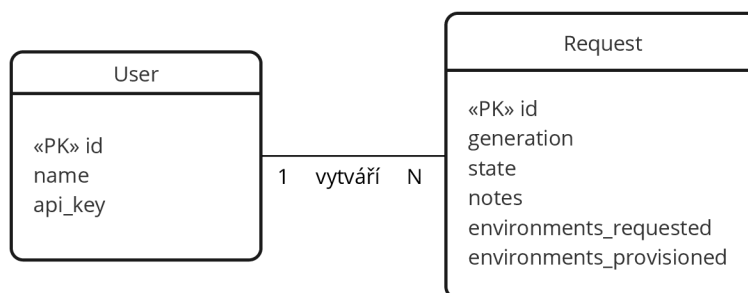 User
«PK» id
name
api_key
1 vytváří N
Request
«PK» id
generation
state
notes
environments_requested
environments_provisioned